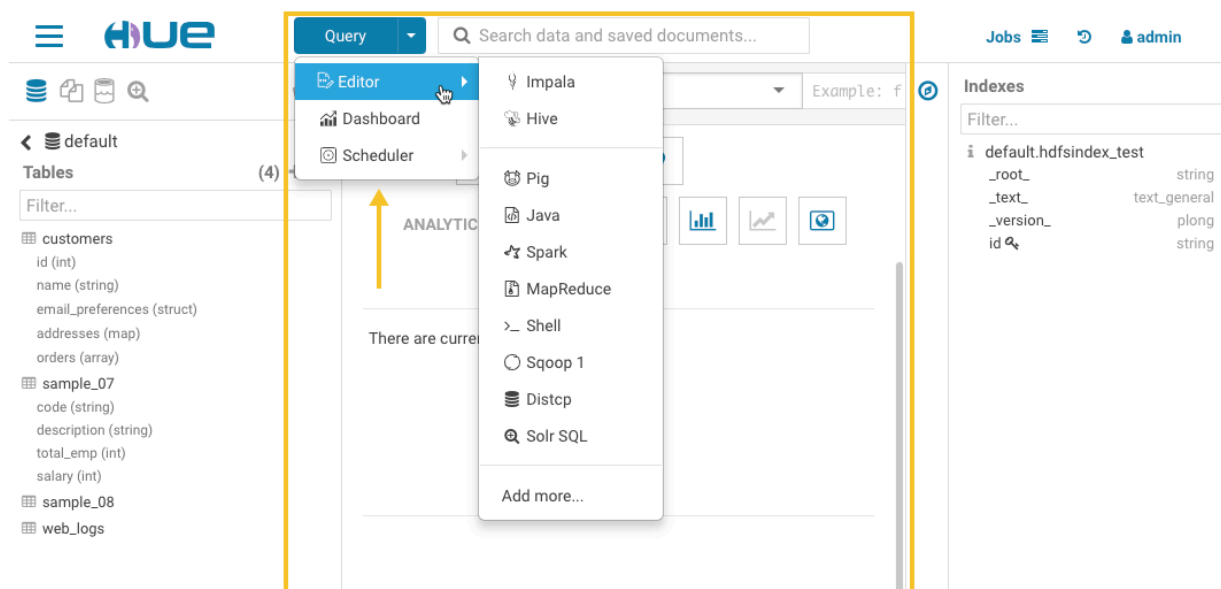 HUE
Query
Search data and saved documents...
Jobs
admin
Editor
Dashboard
Scheduler
Impala
Hive
Pig
Java
Spark
MapReduce
>_ Shell
Sqoop 1
Distcp
Solr SQL
Add more...
Example: f
default
Tables (4)
Filter...
customers
id (int)
name (string)
email_preferences (struct)
addresses (map)
orders (array)
sample_07
code (string)
description (string)
total_emp (int)
salary (int)
sample_08
web_logs
ANALYTIC
There are curre
Indexes
Filter...
default.hdfsindex_test
_root_ string
_text_ text_general
_version_ plong
id string